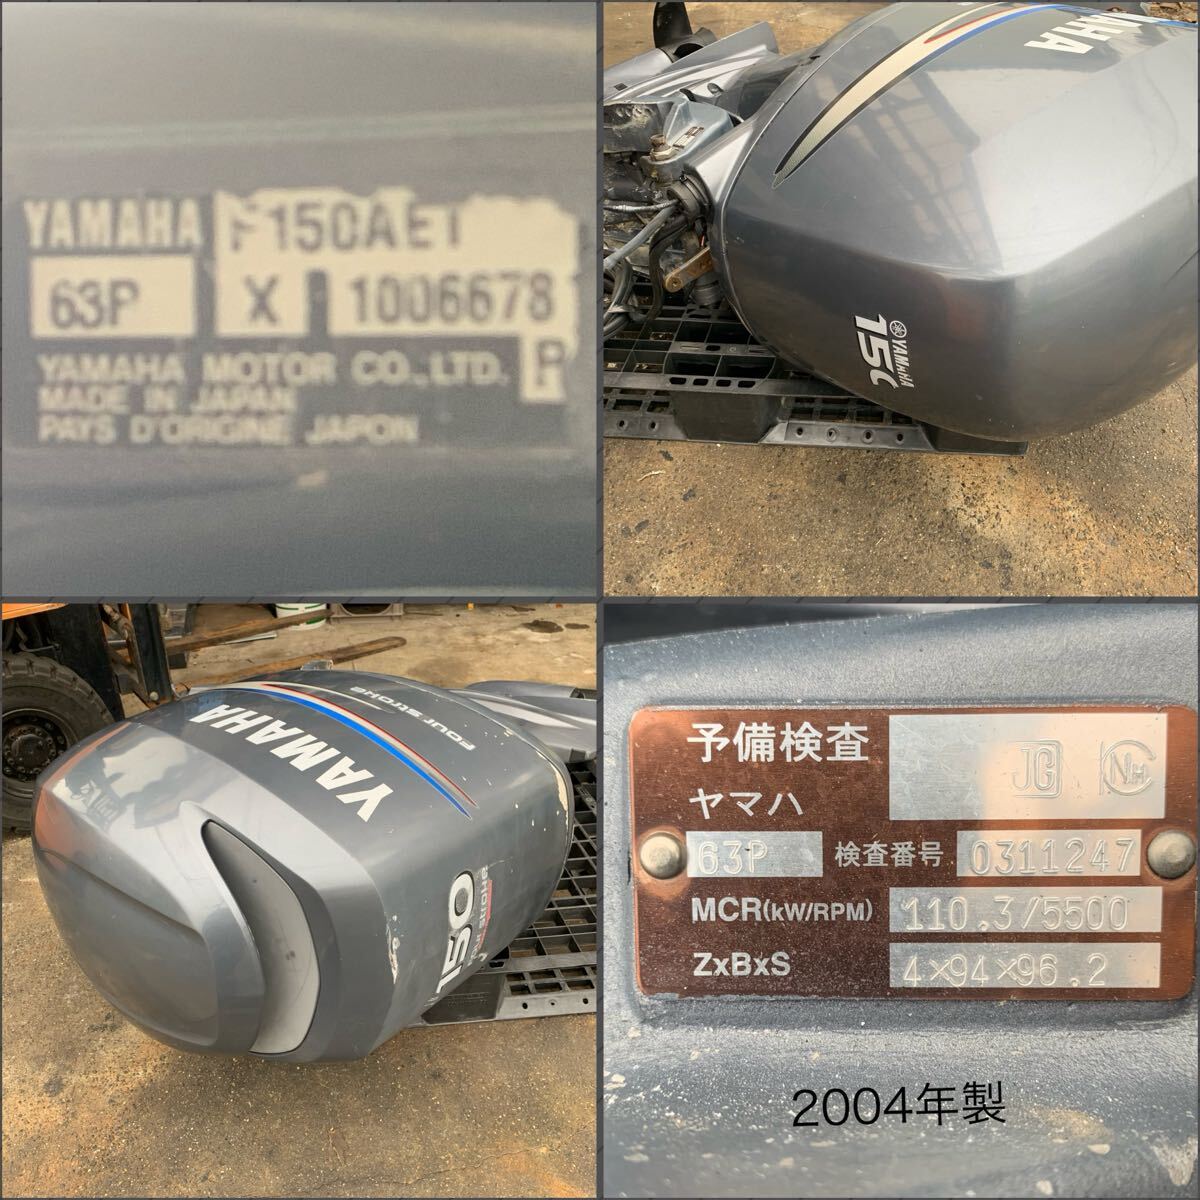 YAMAHA F150AET
63P X 1006678
YAMAHA MOTOR CO., LTD.
MADE IN JAPAN
PAYS D'ORIGINE JAPON
YAMAHA
YAMAHA
150
FOUR STROKE
YAMAHA
150
予備検査
JG
NK
ヤマハ
63P 検査番号 0311247
MCR(kW/RPM) 110.3/5500
Z×B×S 4×94×96.2
2004年製